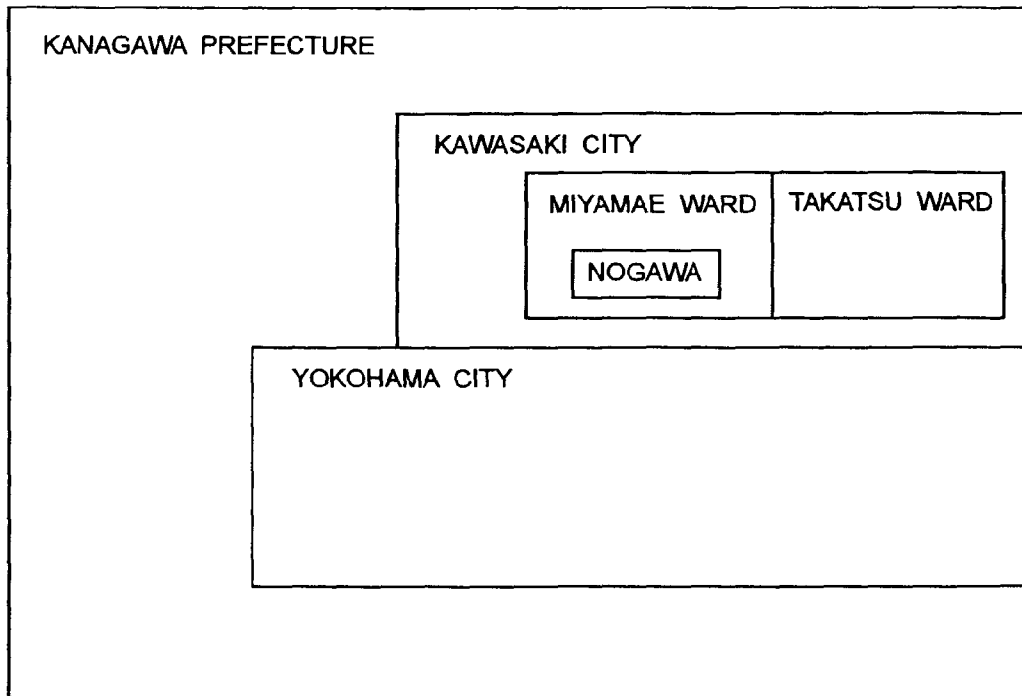 KANAGAWA PREFECTURE
KAWASAKI CITY
MIYAMAE WARD
TAKATSU WARD
NOGAWA
YOKOHAMA CITY